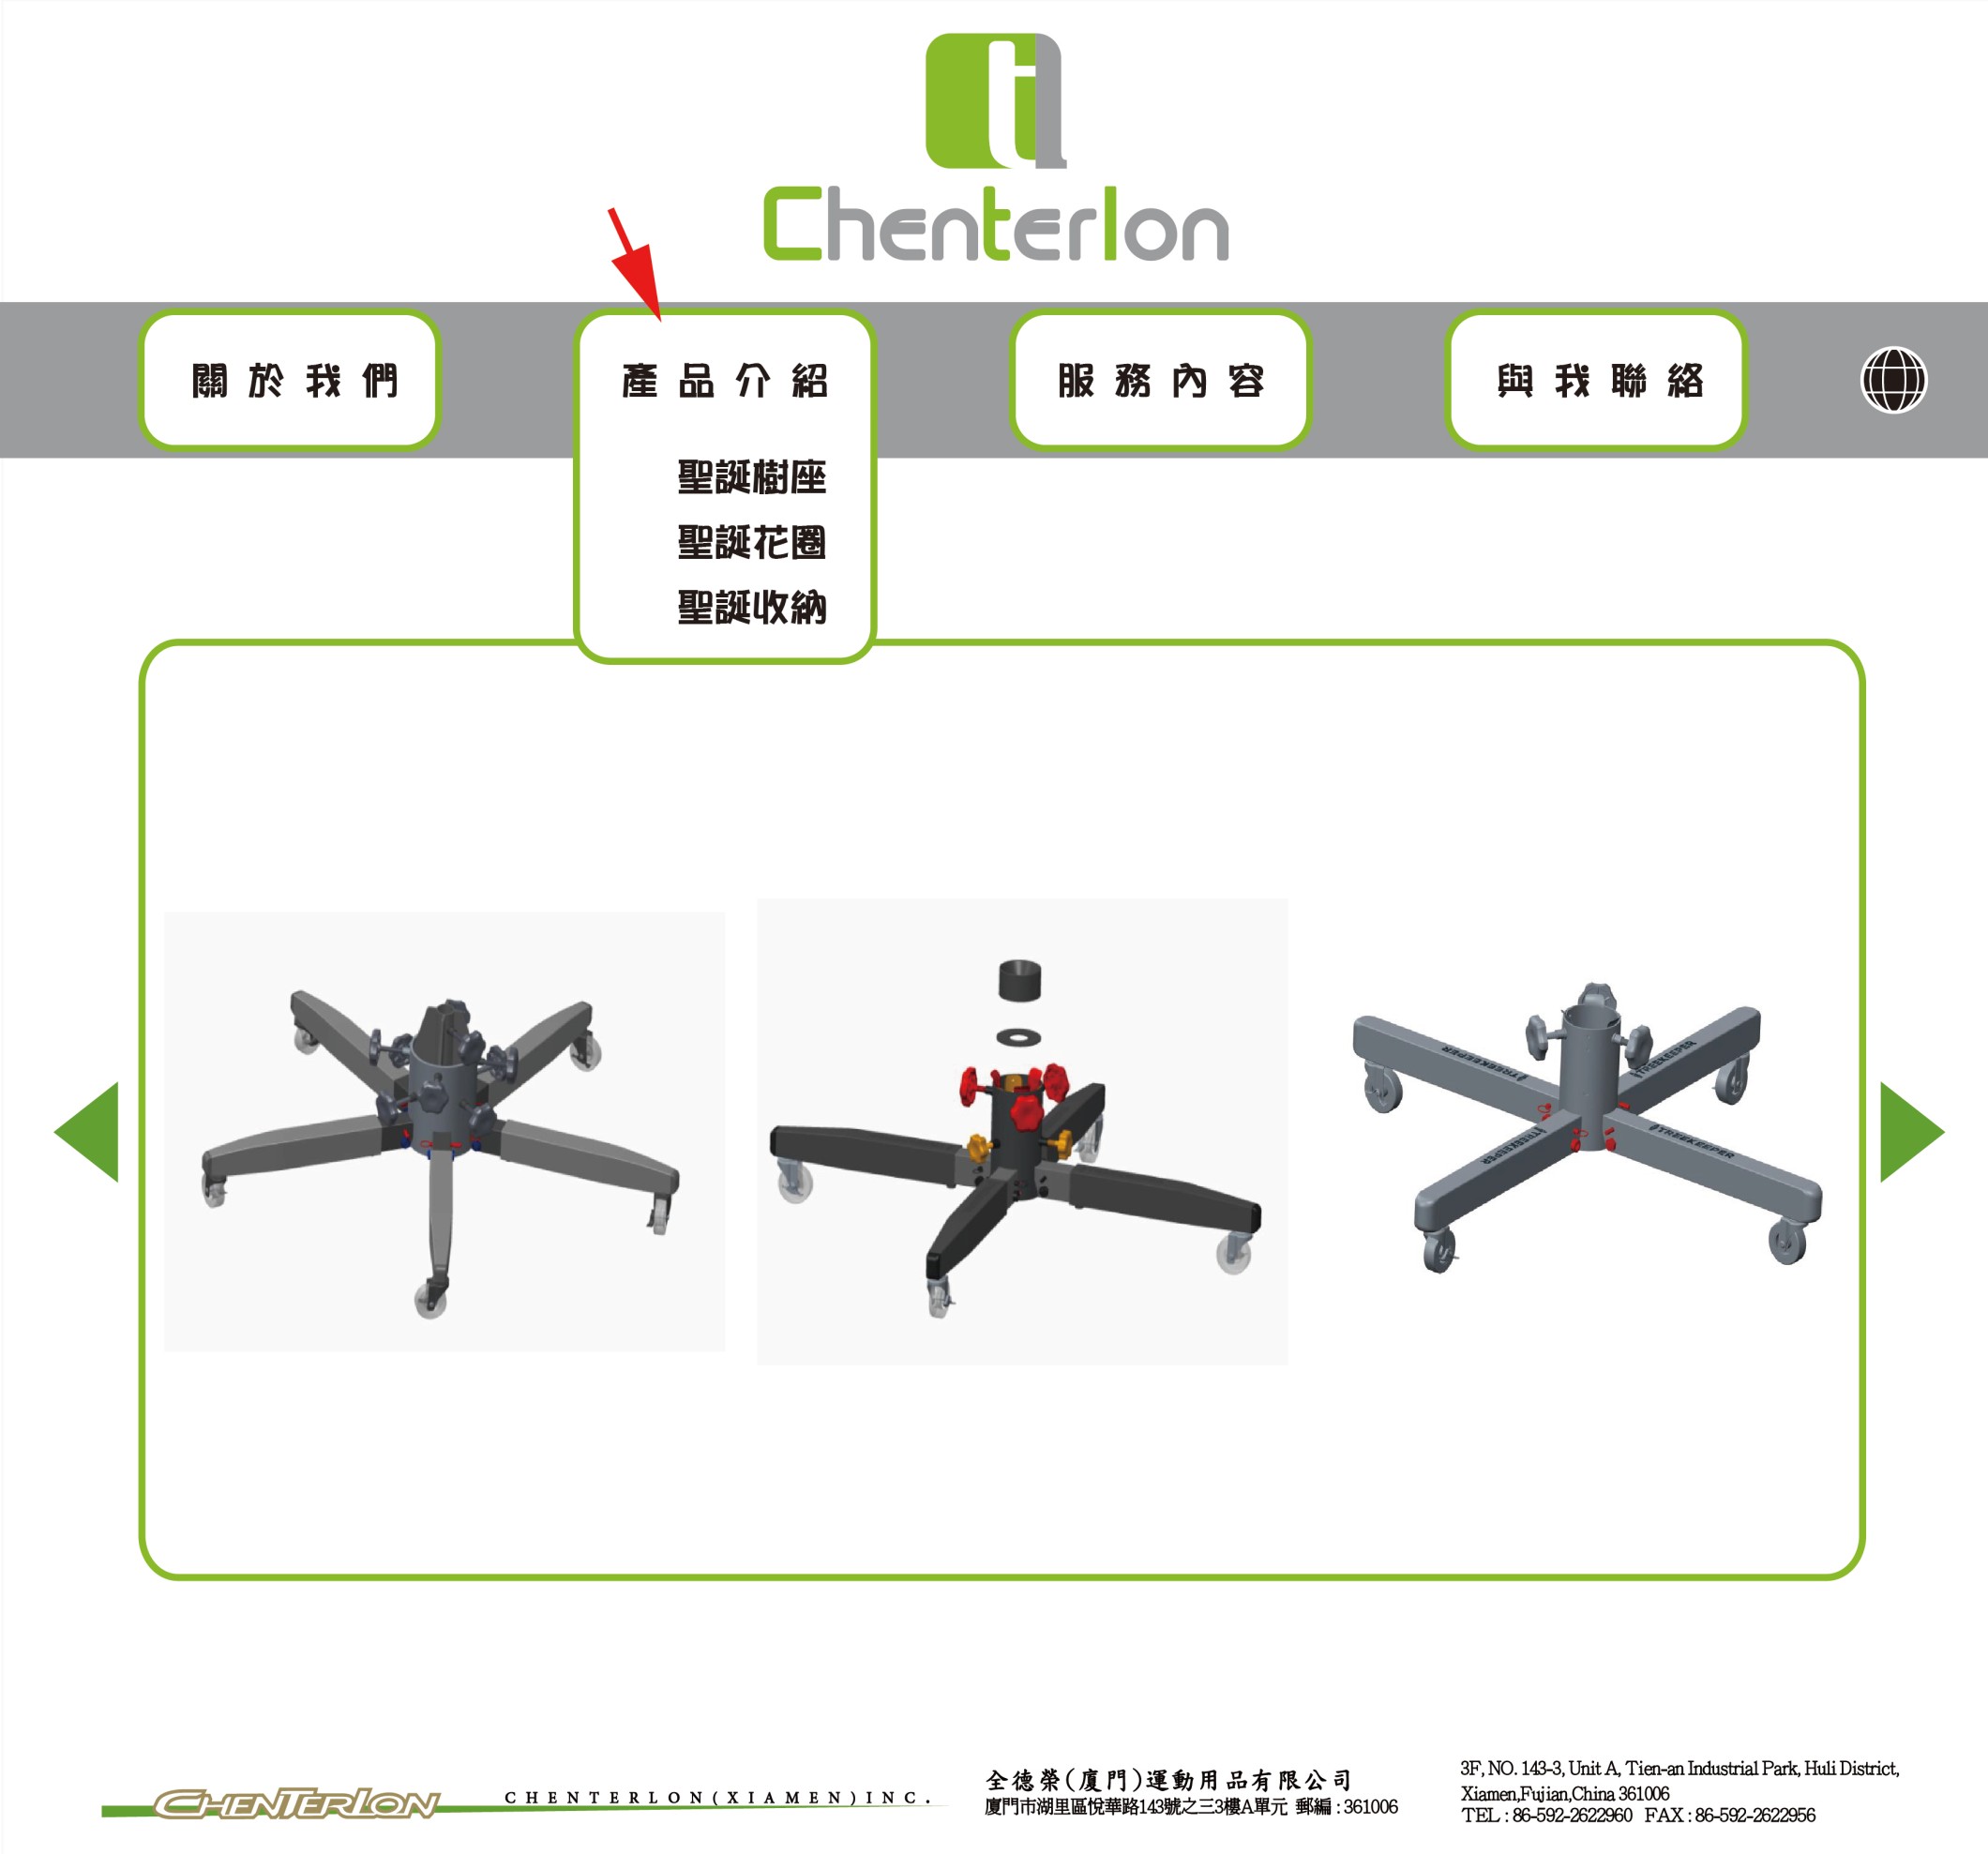 Chenterlon
關於我們
產品介紹
服務內容
與我聯絡
聖誕樹座
聖誕花圈
聖誕收納
TREEKEEPER
TREEKEEPER
TREEKEEPER
TREEKEEPER
CHENTERLON
CHENTERLON(XIAMEN)INC.
全德榮(廈門)運動用品有限公司
廈門市湖里區悅華路143號之三3樓A單元 郵編 : 361006
3F, NO. 143-3, Unit A, Tien-an Industrial Park, Huli District,
Xiamen,Fujian,China 361006
TEL : 86-592-2622960 FAX : 86-592-2622956